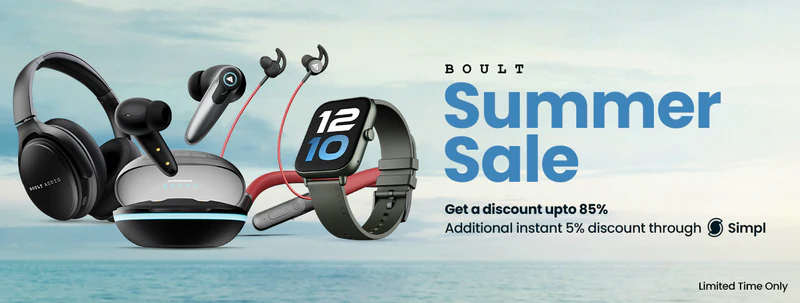 BOULT
Summer
Sale
Get a discount upto 85%
Additional instant 5% discount through Simpl
Limited Time Only
BOULT AUDIO
12
10